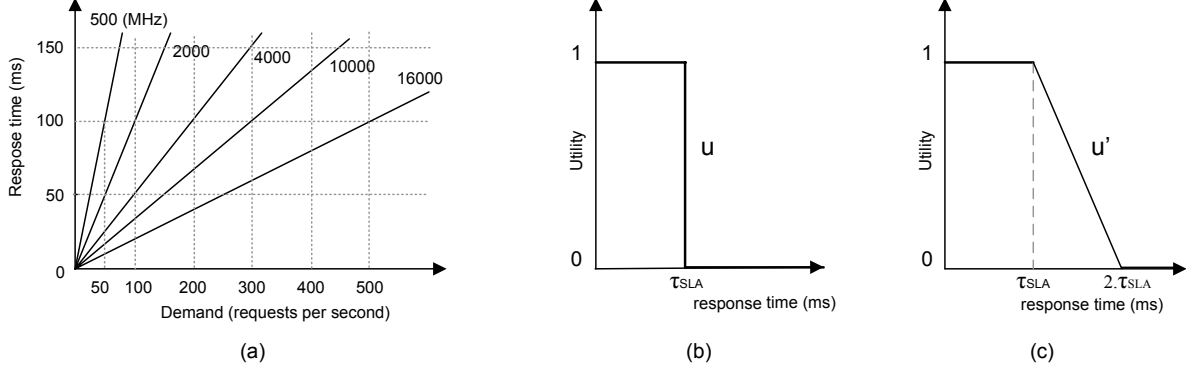 500 (MHz)
2000
4000
10000
16000
150
100
50
0
Respose time (ms)
50 100 200 300 400 500
Demand (requests per second)
(a)
1
0
Utility
u
τSLA
response time (ms)
(b)
1
0
Utility
u’
τSLA
2.τSLA
response time (ms)
(c)